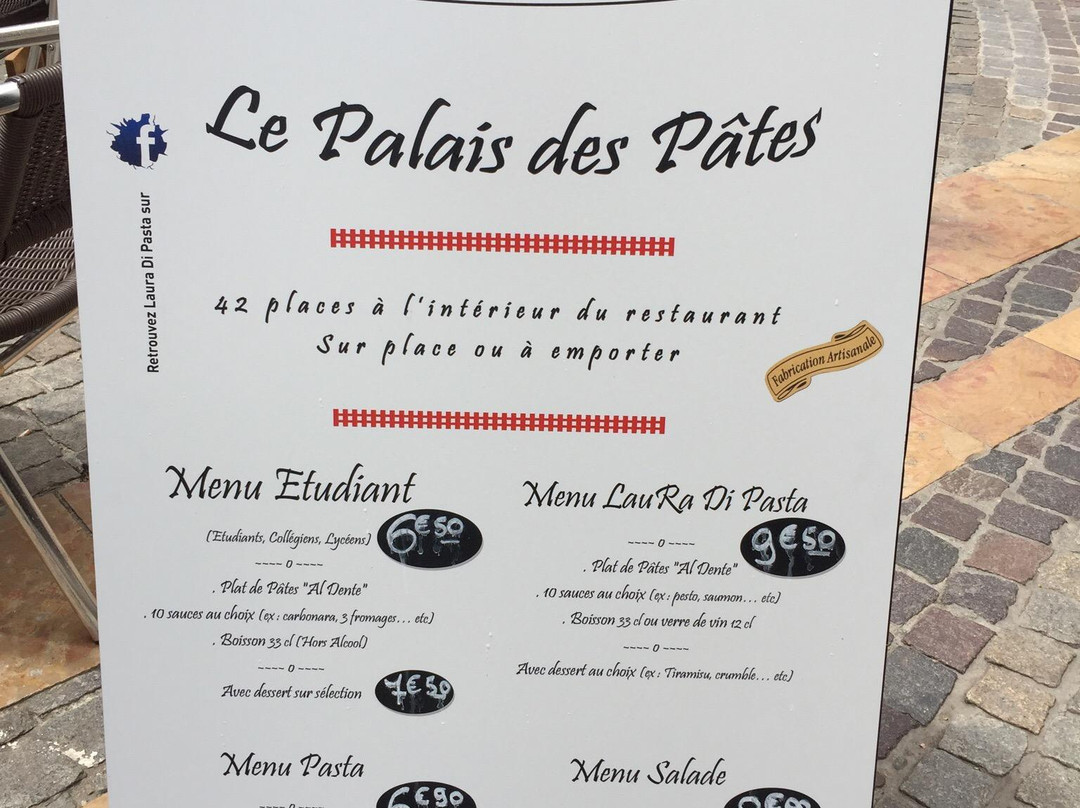 Le Palais des Pâtes
f
Retrouvez Laura Di Pasta sur
42 places à l'intérieur du restaurant
Sur place ou à emporter
Fabrication Artisanale
Menu Etudiant
(Etudiants, Collégiens, Lycéens) 6€50
~~~~ o ~~~~
. Plat de Pâtes "Al Dente"
. 10 sauces au choix (ex : carbonara, 3 fromages... etc)
. Boisson 33 cl (Hors Alcool)
~~~~ o ~~~~
Avec dessert sur sélection 7€50
Menu LauRa Di Pasta
9€50
~~~~ o ~~~~
. Plat de Pâtes "Al Dente"
. 10 sauces au choix (ex : pesto, saumon... etc)
. Boisson 33 cl ou verre de vin 12 cl
~~~~ o ~~~~
Avec dessert au choix (ex : Tiramisu, crumble... etc)
Menu Pasta
6€90
Menu Salade